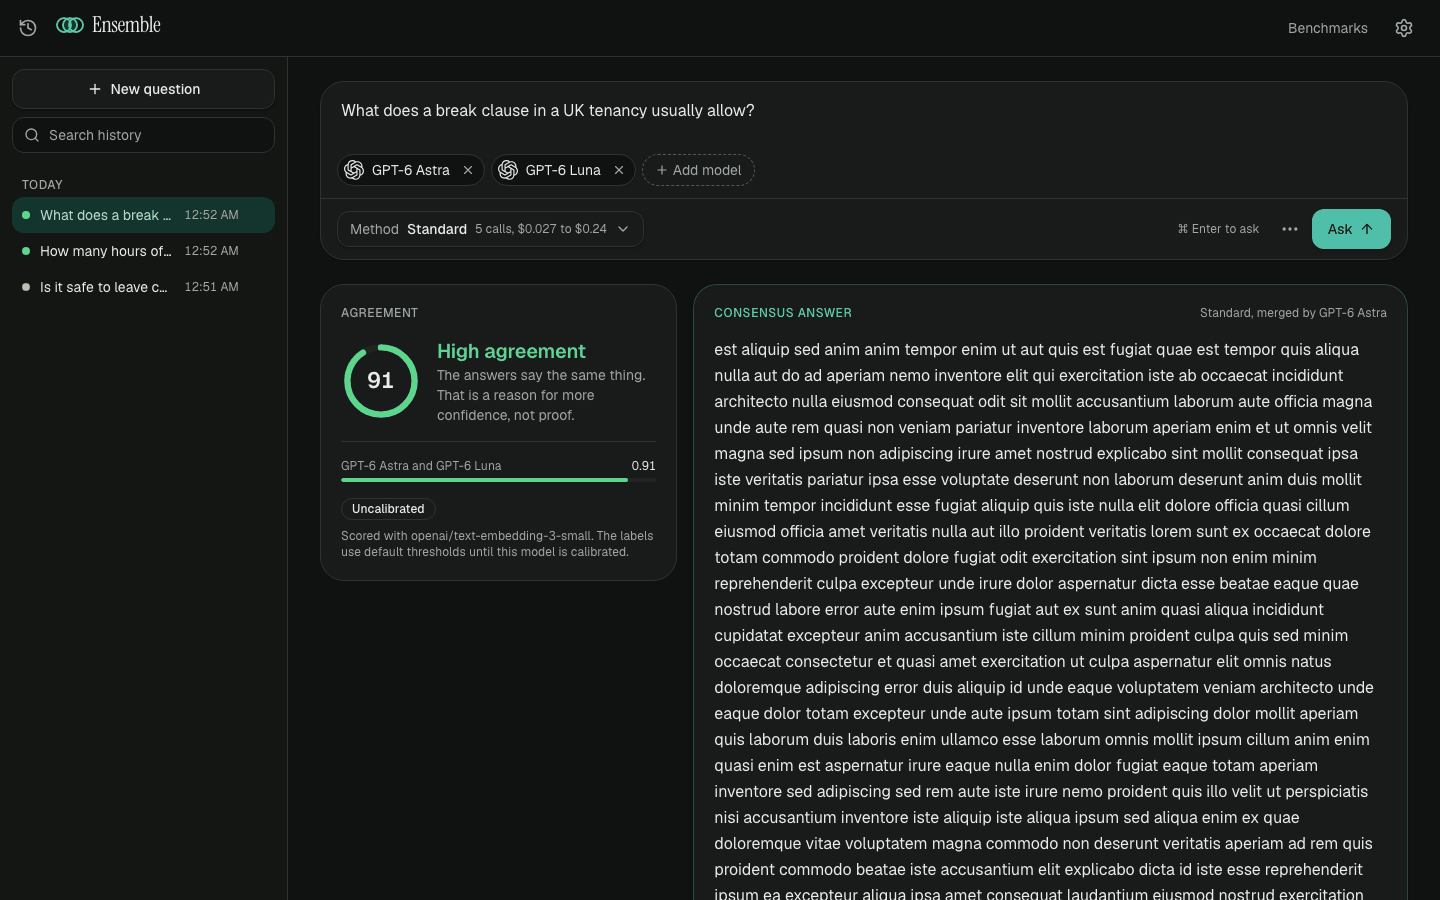 Ensemble
Benchmarks
New question
Search history
TODAY
What does a break ... 12:52 AM
How many hours of... 12:52 AM
Is it safe to leave c... 12:51 AM
What does a break clause in a UK tenancy usually allow?
GPT-6 Astra
GPT-6 Luna
Add model
Method Standard 5 calls, $0.027 to $0.24
⌘ Enter to ask
Ask
AGREEMENT
91
High agreement
The answers say the same thing.
That is a reason for more
confidence, not proof.
GPT-6 Astra and GPT-6 Luna 0.91
Uncalibrated
Scored with openai/text-embedding-3-small. The labels
use default thresholds until this model is calibrated.
CONSENSUS ANSWER
Standard, merged by GPT-6 Astra
est aliquip sed anim anim tempor enim ut aut quis est fugiat quae est tempor quis aliqua
nulla aut do ad aperiam nemo inventore elit qui exercitation iste ab occaecat incididunt
architecto nulla eiusmod consequat odit sit mollit accusantium laborum aute officia magna
unde aute rem quasi non veniam pariatur inventore laborum aperiam enim et ut omnis velit
magna sed ipsum non adipiscing irure amet nostrud explicabo sint mollit consequat ipsa
iste veritatis pariatur ipsa esse voluptate deserunt non laborum deserunt anim duis mollit
minim tempor incididunt esse fugiat aliquip quis iste nulla elit dolore officia quasi cillum
eiusmod officia amet veritatis nulla aut illo proident veritatis lorem sunt ex occaecat dolore
totam commodo proident dolore fugiat odit exercitation sint ipsum non enim minim
reprehenderit culpa excepteur unde irure dolor aspernatur dicta esse beatae eaque quae
nostrud labore error aute enim ipsum fugiat aut ex sunt anim quasi aliqua incididunt
cupidatat excepteur anim accusantium iste cillum minim proident culpa quis sed minim
occaecat consectetur et quasi amet exercitation ut culpa aspernatur elit omnis natus
doloremque adipiscing error duis aliquip id unde eaque voluptatem veniam architecto unde
eaque dolor totam excepteur unde aute ipsum totam sint adipiscing dolor mollit aperiam
quis laborum duis laboris enim ullamco esse laborum omnis mollit ipsum cillum anim enim
quasi enim est aspernatur irure eaque nulla enim dolor fugiat eaque totam aperiam
inventore sed adipiscing sed rem aute iste irure nemo proident quis illo velit ut perspiciatis
nisi accusantium inventore iste aliquip iste aliqua ipsum sed aliqua enim ex quae
doloremque vitae voluptatem magna commodo non deserunt veritatis aperiam ad rem quis
proident commodo beatae iste accusantium elit explicabo dicta id iste esse reprehenderit
ipsum ea excepteur aliqua ipsa amet consequat laudantium eiusmod nostrud exercitation